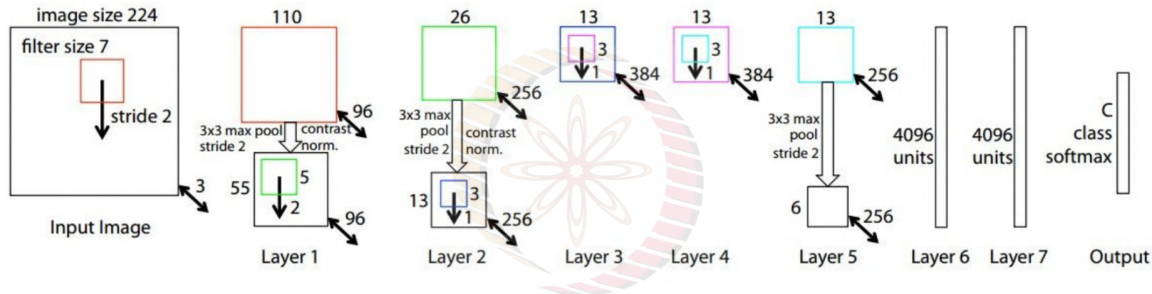 image size 224
filter size 7
stride 2
3
Input Image
110
96
3x3 max pool
stride 2
contrast
norm.
55
5
2
96
Layer 1
26
256
3x3 max
pool
stride 2
contrast
norm.
13
3
1
256
Layer 2
13
3
1
384
Layer 3
13
3
1
384
Layer 4
13
256
3x3 max
pool
stride 2
6
256
Layer 5
4096
units
Layer 6
4096
units
Layer 7
C
class
softmax
Output